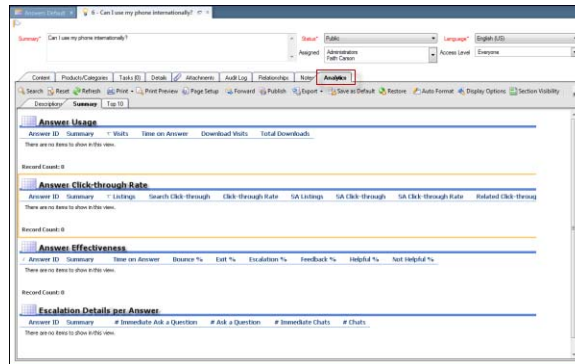 Answers Default
6 - Can I use my phone internationally?
Summary* Can I use my phone internationally?
Status* Public
Language* English (US)
Assigned Administrators
Faith Carson
Access Level Everyone
Content Products/Categories Tasks (0) Details Attachments Audit Log Relationships Notes Analytics
Search Reset Refresh Print Print Preview Page Setup Forward Publish Export Save as Default Restore Auto Format Display Options Section Visibility
Descriptions Summary Top 10
Answer Usage
Answer ID Summary Visits Time on Answer Download Visits Total Downloads
There are no items to show in this view.
Record Count: 0
Answer Click-through Rate
Answer ID Summary Listings Search Click-through Click-through Rate SA Listings SA Click-through SA Click-through Rate Related Click-throug
There are no items to show in this view.
Record Count: 0
Answer Effectiveness
Answer ID Summary Time on Answer Bounce % Exit % Escalation % Feedback % Helpful % Not Helpful %
There are no items to show in this view.
Record Count: 0
Escalation Details per Answer
Answer ID Summary # Immediate Ask a Question # Ask a Question # Immediate Chats # Chats
There are no items to show in this view.